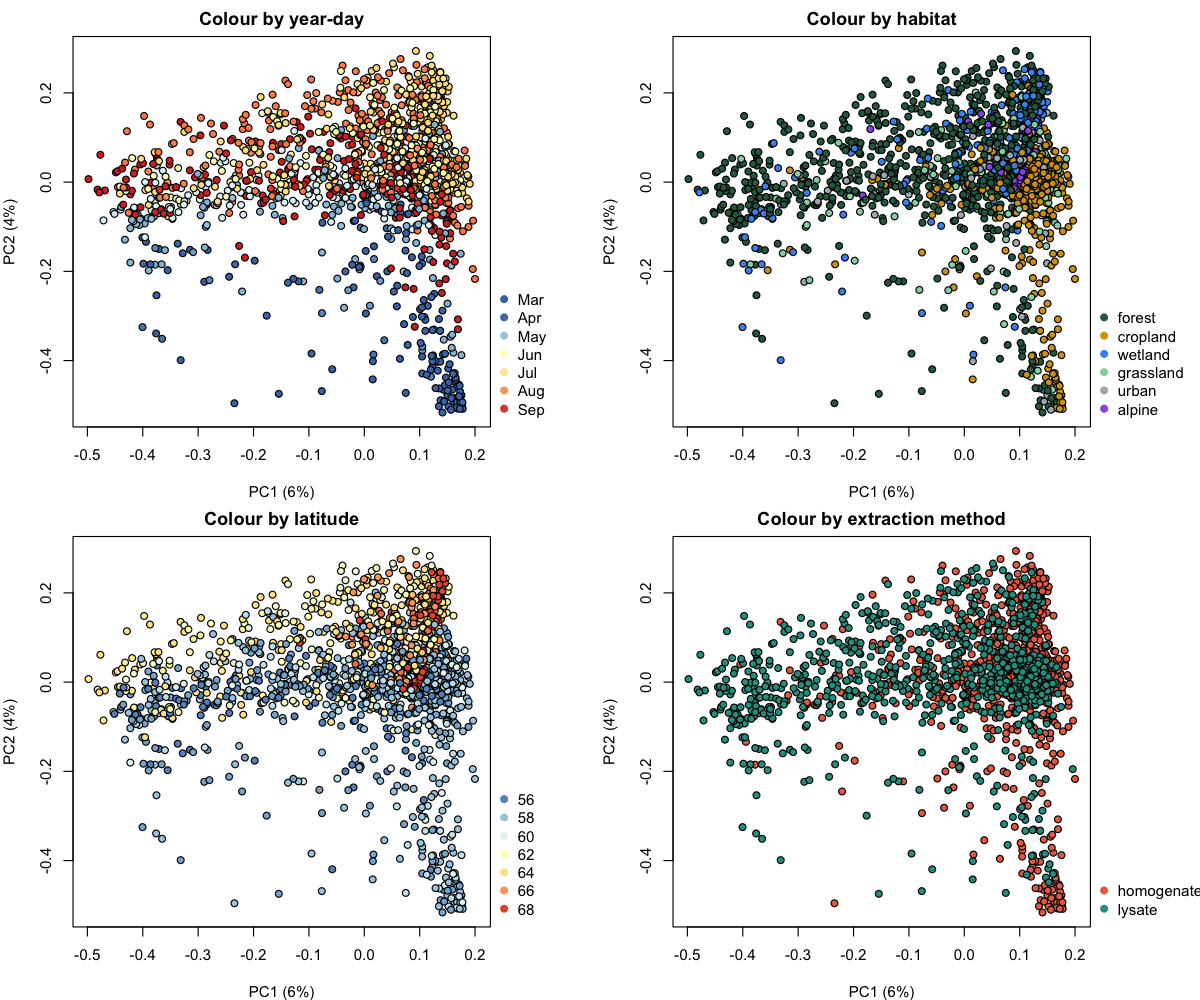 Colour by year-day
0.2
0.0
-0.2
-0.4
PC2 (4%)
-0.5 -0.4 -0.3 -0.2 -0.1 0.0 0.1 0.2
PC1 (6%)
Mar
Apr
May
Jun
Jul
Aug
Sep
Colour by habitat
0.2
0.0
-0.2
-0.4
PC2 (4%)
-0.5 -0.4 -0.3 -0.2 -0.1 0.0 0.1 0.2
PC1 (6%)
forest
cropland
wetland
grassland
urban
alpine
Colour by latitude
0.2
0.0
-0.2
-0.4
PC2 (4%)
-0.5 -0.4 -0.3 -0.2 -0.1 0.0 0.1 0.2
PC1 (6%)
56
58
60
62
64
66
68
Colour by extraction method
0.2
0.0
-0.2
-0.4
PC2 (4%)
-0.5 -0.4 -0.3 -0.2 -0.1 0.0 0.1 0.2
PC1 (6%)
homogenate
lysate